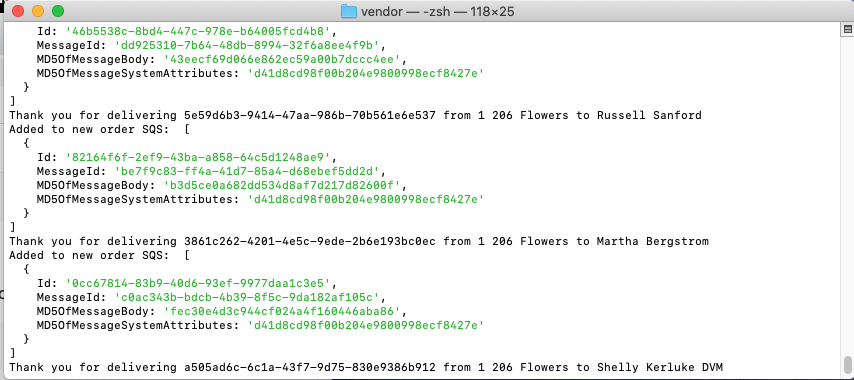 vendor — -zsh — 118×25
Id: '46b5538c-8bd4-447c-978e-b64005fcd4b8',
MessageId: 'dd925310-7b64-48db-8994-32f6a8ee4f9b',
MD5OfMessageBody: '43eecf69d066e862ec59a00b7dccc4ee',
MD5OfMessageSystemAttributes: 'd41d8cd98f00b204e9800998ecf8427e'
}
]
Thank you for delivering 5e59d6b3-9414-47aa-986b-70b561e6e537 from 1 206 Flowers to Russell Sanford
Added to new order SQS:  [
{
Id: '82164f6f-2ef9-43ba-a858-64c5d1248ae9',
MessageId: 'be7f9c83-ff4a-41d7-85a4-d68ebef5dd2d',
MD5OfMessageBody: 'b3d5ce0a682dd534d8af7d217d82600f',
MD5OfMessageSystemAttributes: 'd41d8cd98f00b204e9800998ecf8427e'
}
]
Thank you for delivering 3861c262-4201-4e5c-9ede-2b6e193bc0ec from 1 206 Flowers to Martha Bergstrom
Added to new order SQS:  [
{
Id: '0cc67814-83b9-40d6-93ef-9977daa1c3e5',
MessageId: 'c0ac343b-bdcb-4b39-8f5c-9da182af105c',
MD5OfMessageBody: 'fec30e4d3c944cf024a4f160446aba86',
MD5OfMessageSystemAttributes: 'd41d8cd98f00b204e9800998ecf8427e'
}
]
Thank you for delivering a505ad6c-6c1a-43f7-9d75-830e9386b912 from 1 206 Flowers to Shelly Kerluke DVM